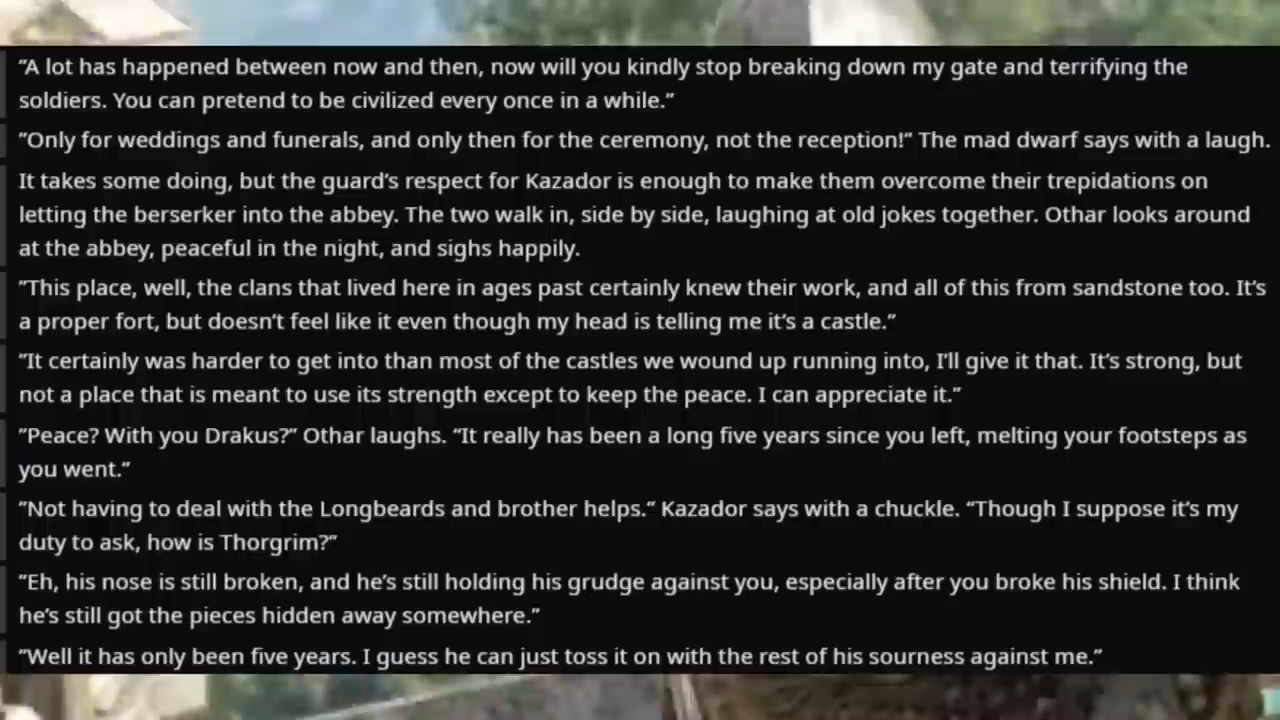 “A lot has happened between now and then, now will you kindly stop breaking down my gate and terrifying the
soldiers. You can pretend to be civilized every once in a while.”
“Only for weddings and funerals, and only then for the ceremony, not the reception!” The mad dwarf says with a laugh.
It takes some doing, but the guard’s respect for Kazador is enough to make them overcome their trepidations on
letting the berserker into the abbey. The two walk in, side by side, laughing at old jokes together. Othar looks around
at the abbey, peaceful in the night, and sighs happily.
“This place, well, the clans that lived here in ages past certainly knew their work, and all of this from sandstone too. It’s
a proper fort, but doesn’t feel like it even though my head is telling me it’s a castle.”
“It certainly was harder to get into than most of the castles we wound up running into, I’ll give it that. It’s strong, but
not a place that is meant to use its strength except to keep the peace. I can appreciate it.”
“Peace? With you Drakus?” Othar laughs. “It really has been a long five years since you left, melting your footsteps as
you went.”
“Not having to deal with the Longbeards and brother helps.” Kazador says with a chuckle. “Though I suppose it’s my
duty to ask, how is Thorgrim?”
“Eh, his nose is still broken, and he’s still holding his grudge against you, especially after you broke his shield. I think
he’s still got the pieces hidden away somewhere.”
“Well it has only been five years. I guess he can just toss it on with the rest of his sourness against me.”